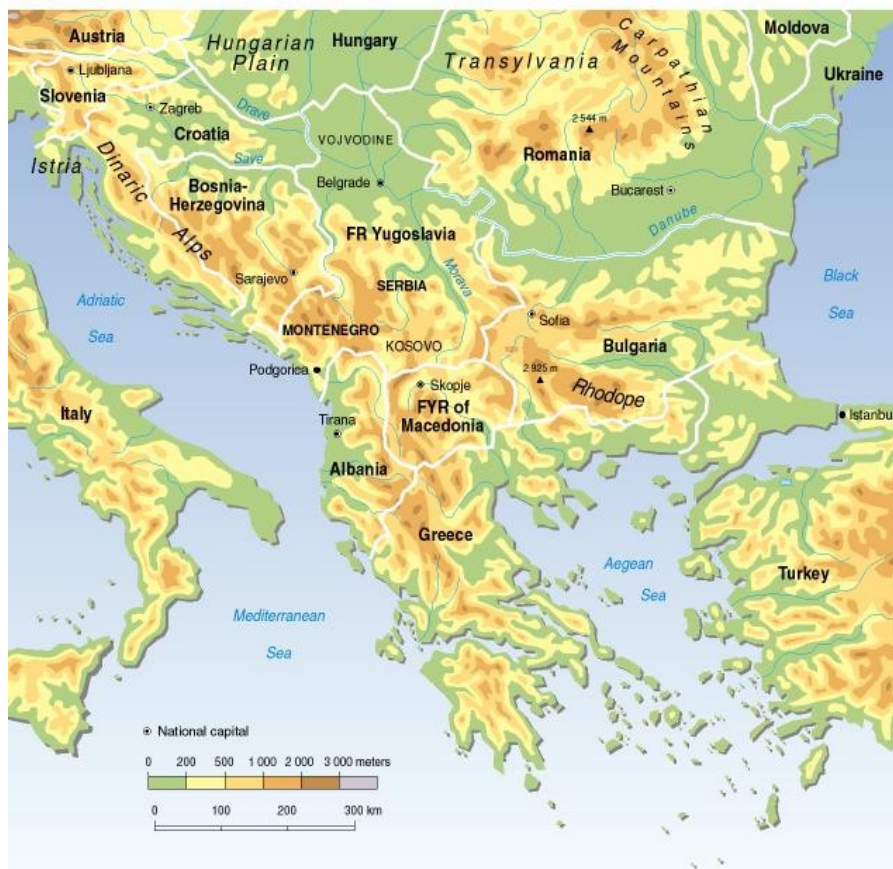 Austria
Hungarian
Plain
Hungary
Transylvania
Carpathian
Mountains
Moldova
Ukraine
Ljubljana
Slovenia
Zagreb
Croatia
Drave
Save
VOJVODINE
2 544 m
Romania
Istria
Dinaric
Alps
Bosnia-
Herzegovina
Belgrade
Bucarest
Danube
FR Yugoslavia
Sarajevo
SERBIA
Morava
Adriatic
Sea
Black
Sea
MONTENEGRO
KOSOVO
Sofia
Bulgaria
Podgorica
Skopje
2 925 m
Rhodope
FYR of
Macedonia
Italy
Tirana
Istanbu
Albania
Greece
Aegean
Sea
Turkey
Mediterranean
Sea
National capital
0 200 500 1 000 2 000 3 000 meters
0 100 200 300 km